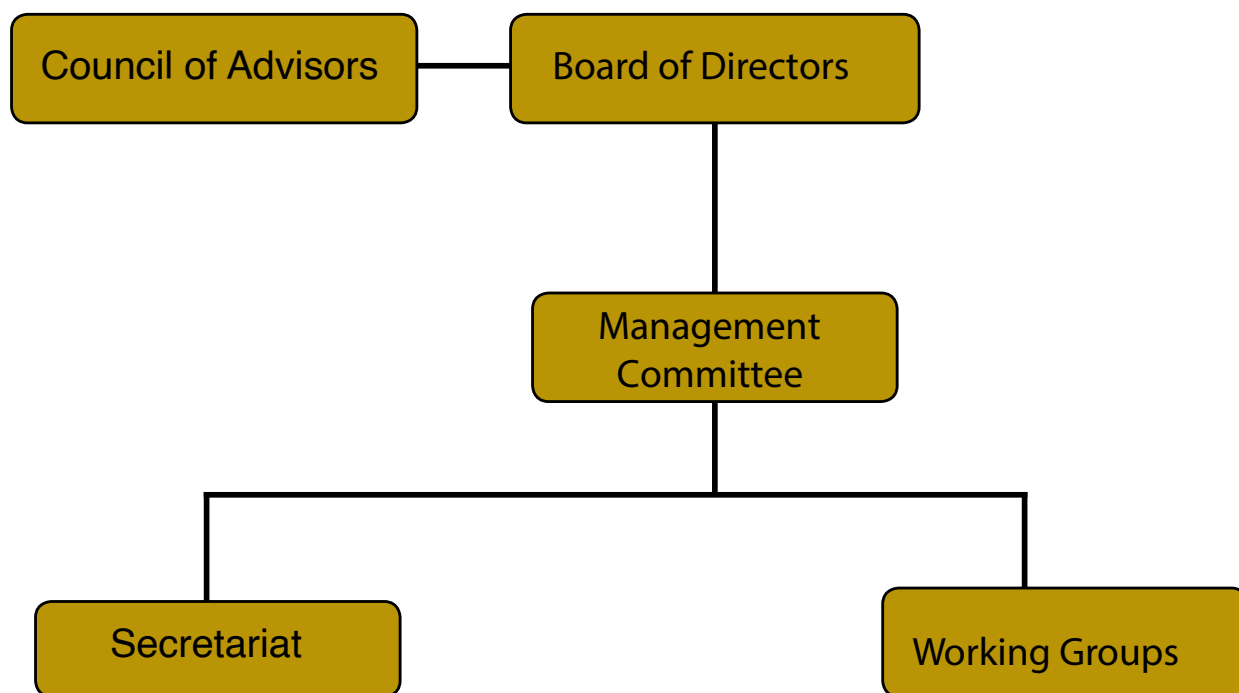 Council of Advisors
Board of Directors
Management
Committee
Secretariat
Working Groups